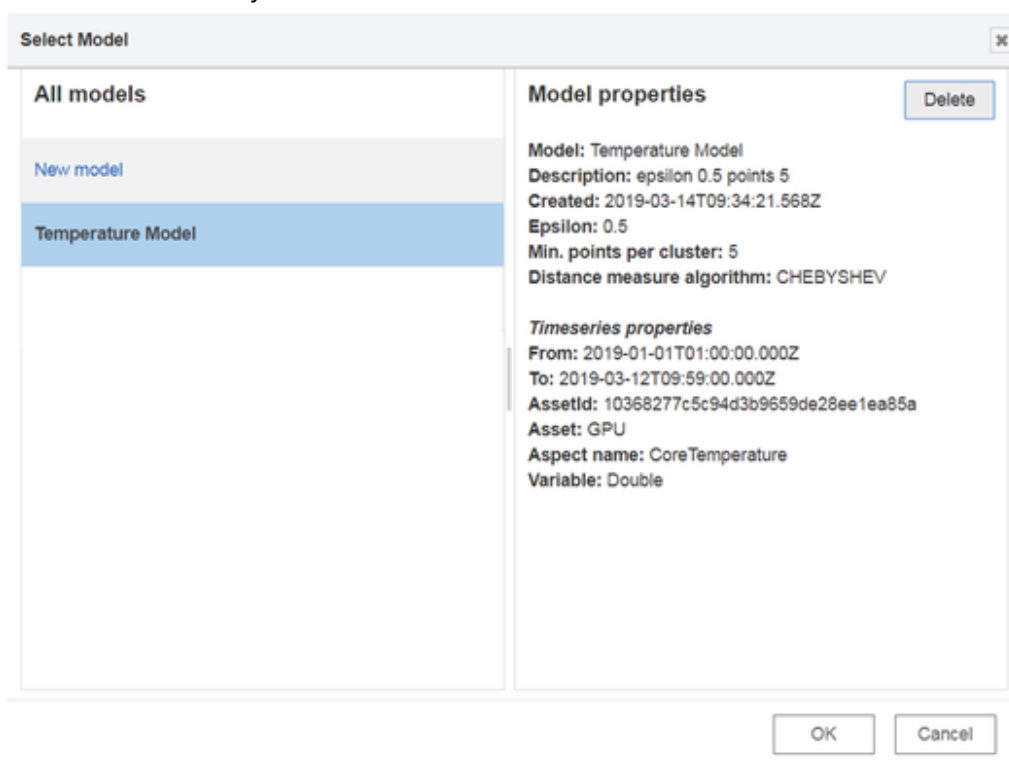 Select Model
All models
New model
Temperature Model
Model properties
Delete
Model: Temperature Model
Description: epsilon 0.5 points 5
Created: 2019-03-14T09:34:21.568Z
Epsilon: 0.5
Min. points per cluster: 5
Distance measure algorithm: CHEBYSHEV
Timeseries properties
From: 2019-01-01T01:00:00.000Z
To: 2019-03-12T09:59:00.000Z
AssetId: 10368277c5c94d3b9659de28ee1ea85a
Asset: GPU
Aspect name: CoreTemperature
Variable: Double
OK
Cancel